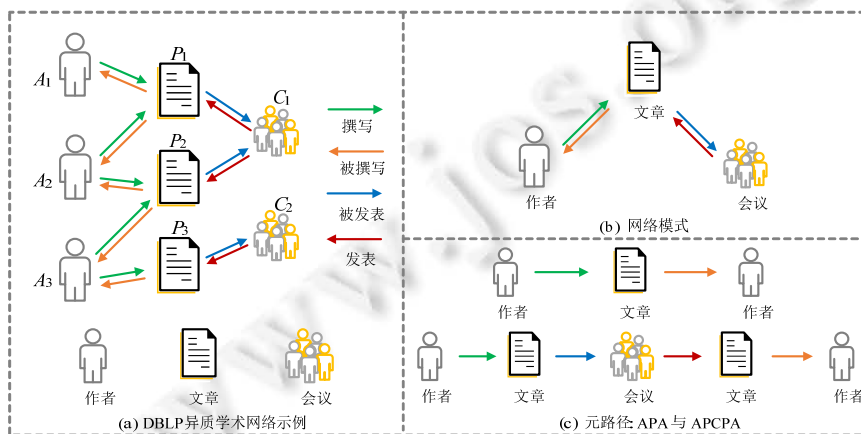 A1
P1
C1
撰写
A2
P2
被撰写
被发表
A3
P3
C2
发表
作者
文章
会议
(a) DBLP异质学术网络示例
文章
作者
会议
(b) 网络模式
作者
文章
作者
作者
文章
会议
文章
作者
(c) 元路径: APA 与 APCPA
www.jos.o